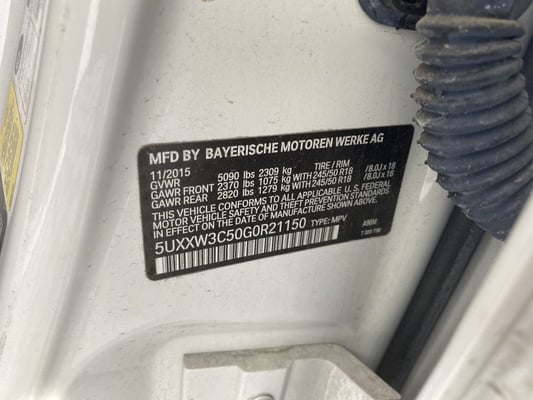 MFD BY BAYERISCHE MOTOREN WERKE AG
11/2015 TIRE / RIM
GVWR 5090 lbs 2309 kg
GAWR FRONT 2370 lbs 1075 kg WITH 245/50 R18 /8.0J x 18
GAWR REAR 2820 lbs 1279 kg WITH 245/50 R18 /8.0J x 18
THIS VEHICLE CONFORMS TO ALL APPLICABLE U.S. FEDERAL
MOTOR VEHICLE SAFETY STANDARDS IN EFFECT ON THE
DATE OF MANUFACTURE SHOWN ABOVE.
5UXXW3C50G0R21150 TYPE: MPV